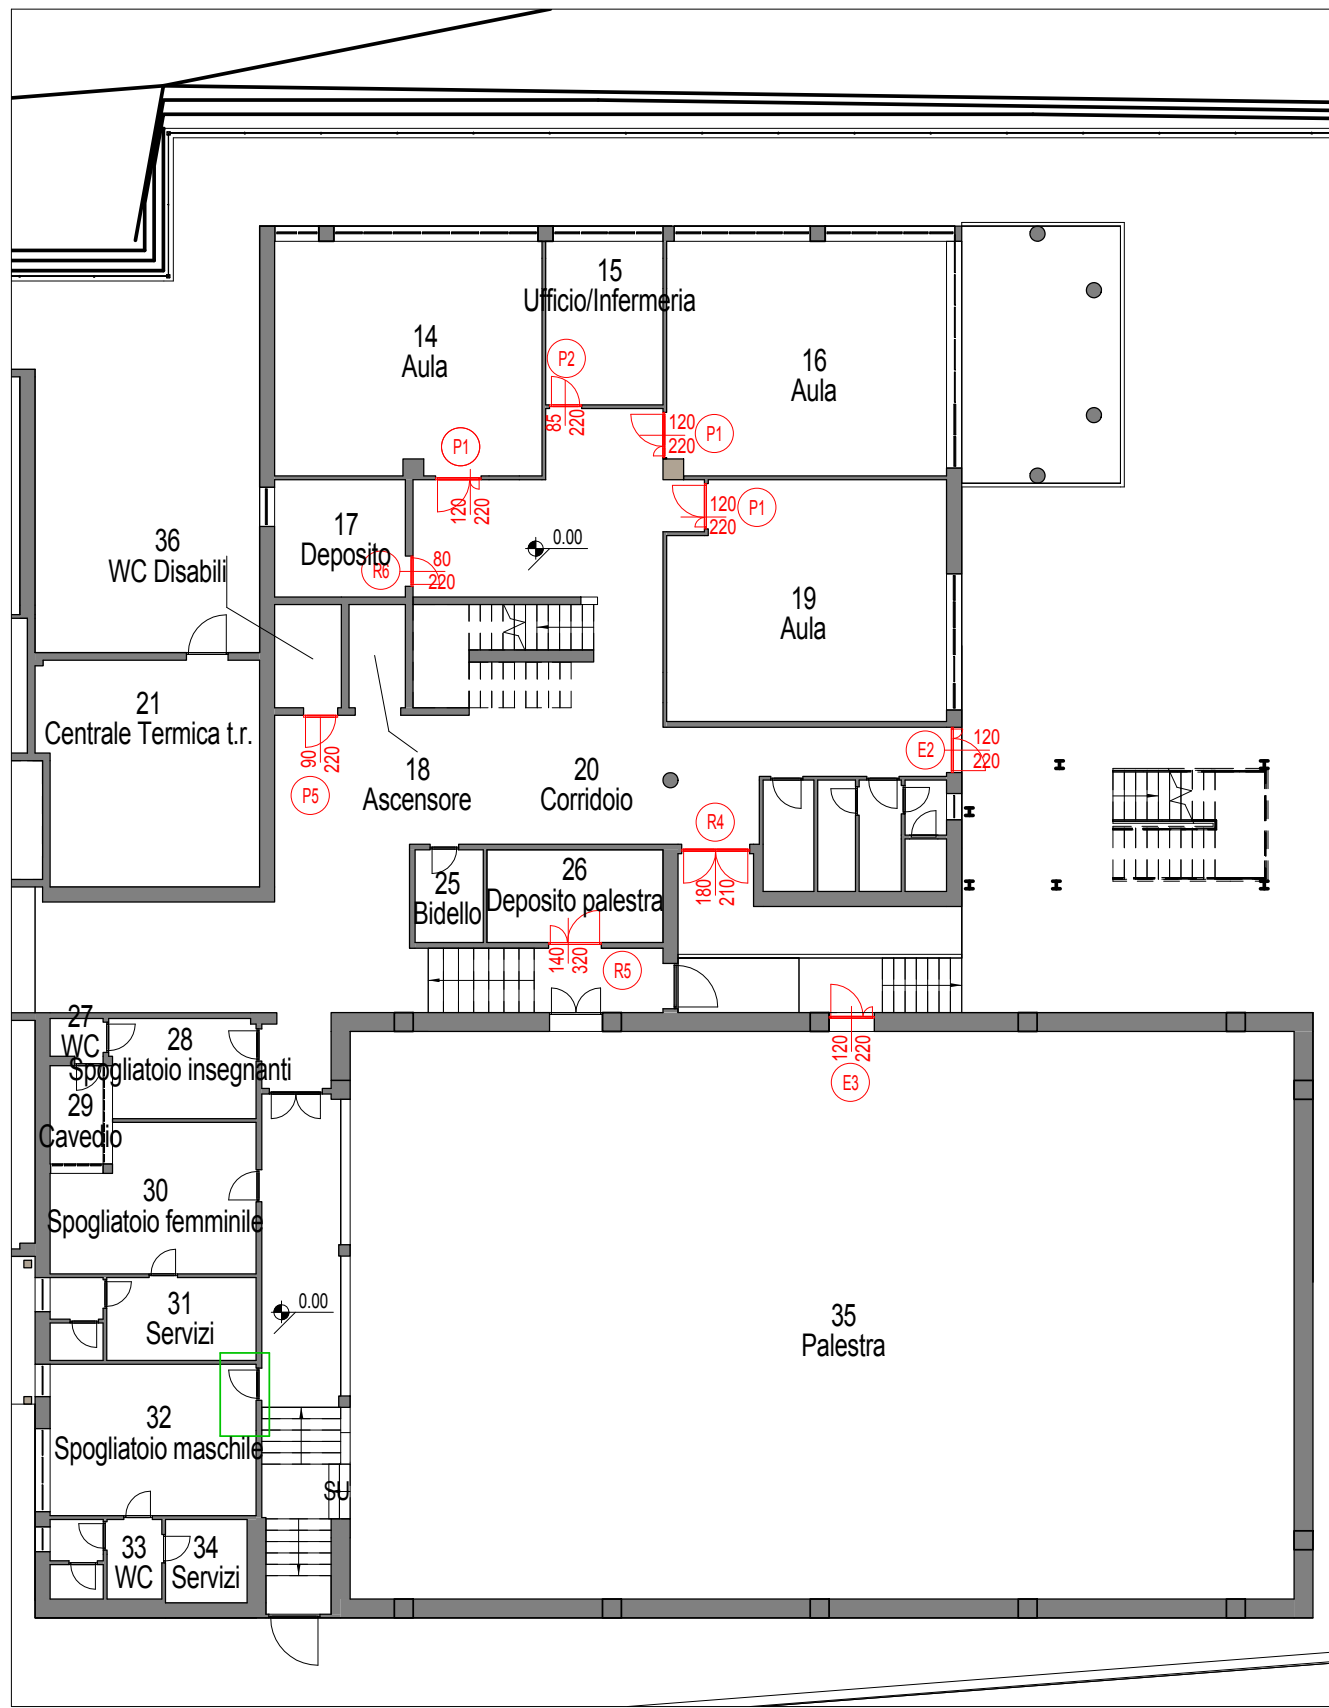 15
Ufficio/Infermeria
14
Aula
P2
16
Aula
85
220
120
220
P1
P1
120
220
120
220
P1
17
Deposito
R6
80
220
0.00
36
WC Disabili
19
Aula
21
Centrale Termica t.r.
90
220
P5
18
Ascensore
20
Corridoio
E2
120
220
R4
180
210
25
Bidello
26
Deposito palestra
140
320
R5
27
WC
28
Spogliatoio insegnanti
120
220
E3
29
Cavedio
30
Spogliatoio femminile
31
Servizi
0.00
35
Palestra
32
Spogliatoio maschile
SU
33
WC
34
Servizi